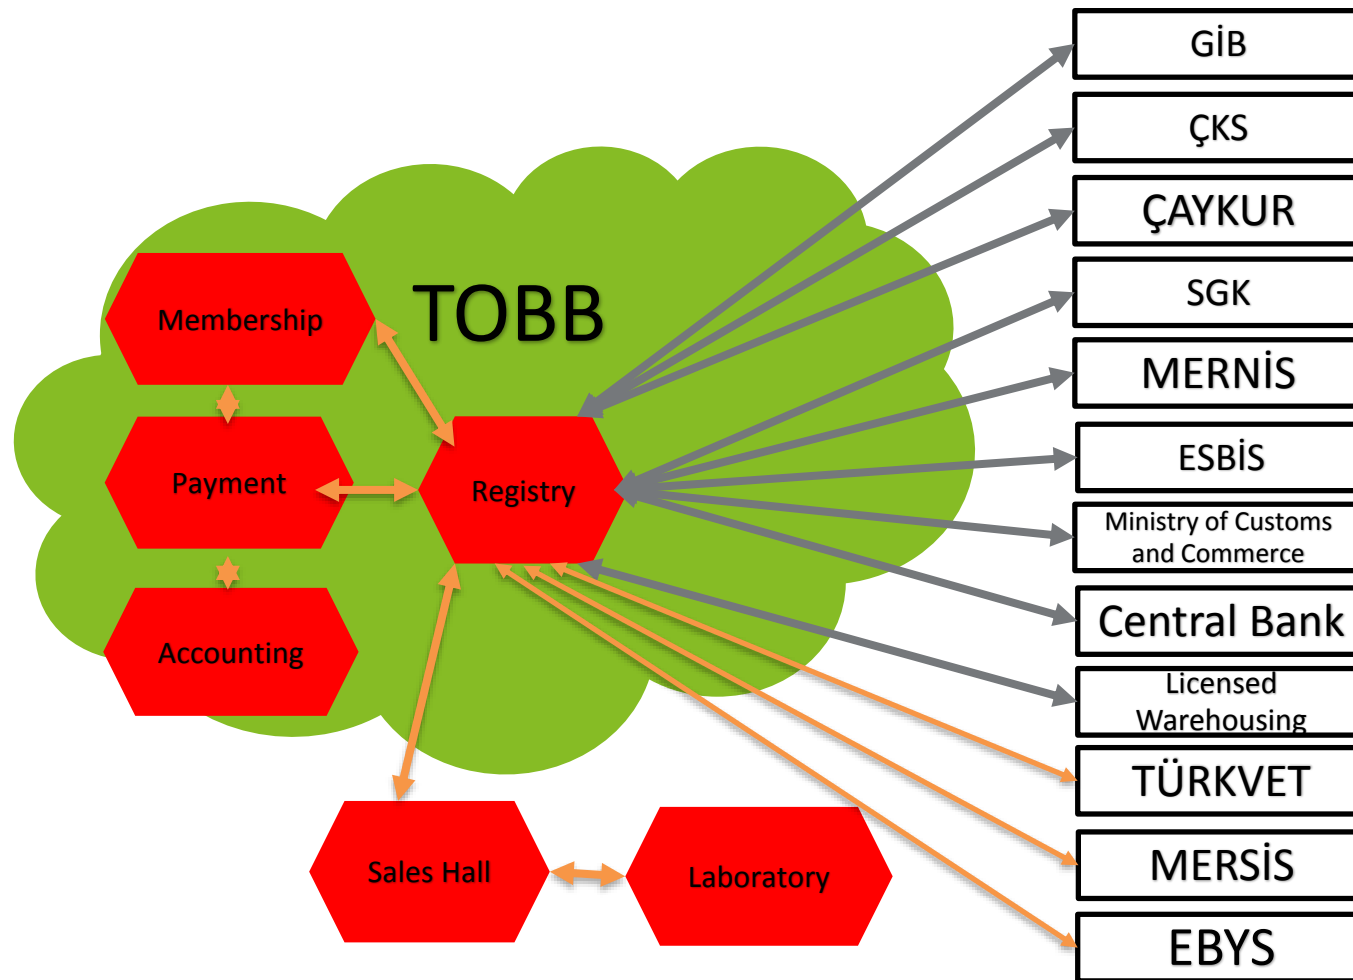 GİB
ÇKS
ÇAYKUR
SGK
MERNİS
ESBİS
Ministry of Customs
and Commerce
Central Bank
Licensed
Warehousing
TÜRKVET
MERSİS
EBYS
TOBB
Membership
Payment
Registry
Accounting
Sales Hall
Laboratory